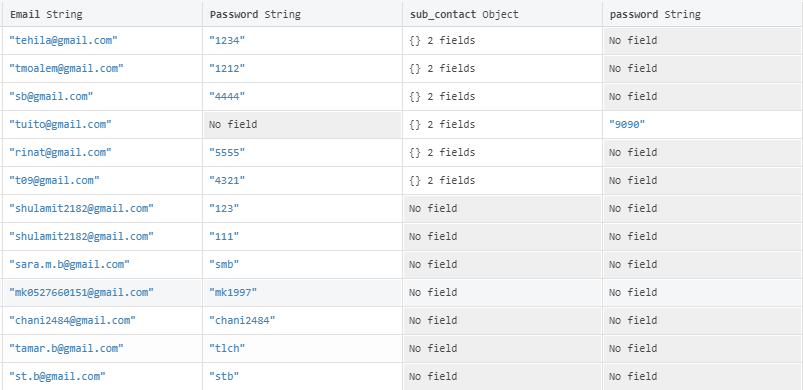 Email String Password String sub_contact Object password String
"tehila@gmail.com" "1234" {} 2 fields No field
"tmoalem@gmail.com" "1212" {} 2 fields No field
"sb@gmail.com" "4444" {} 2 fields No field
"tuito@gmail.com" No field {} 2 fields "9090"
"rinat@gmail.com" "5555" {} 2 fields No field
"t09@gmail.com" "4321" {} 2 fields No field
"shulamit2182@gmail.com" "123" No field No field
"shulamit2182@gmail.com" "111" No field No field
"sara.m.b@gmail.com" "smb" No field No field
"mk0527660151@gmail.com" "mk1997" No field No field
"chani2484@gmail.com" "chani2484" No field No field
"tamar.b@gmail.com" "tlch" No field No field
"st.b@gmail.com" "stb" No field No field